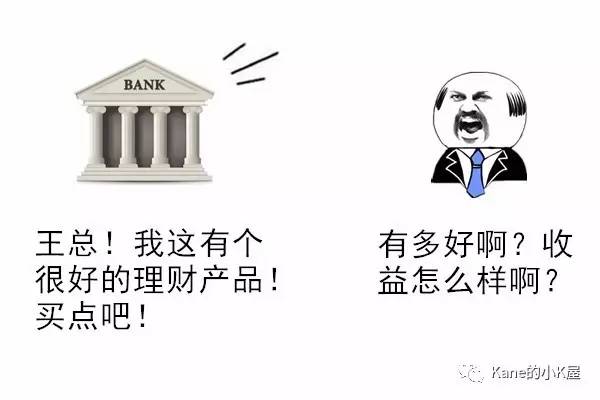 BANK
王总！我这有个
很好的理财产品！
买点吧！
有多好啊？收
益怎么样啊？
Kane的小K屋